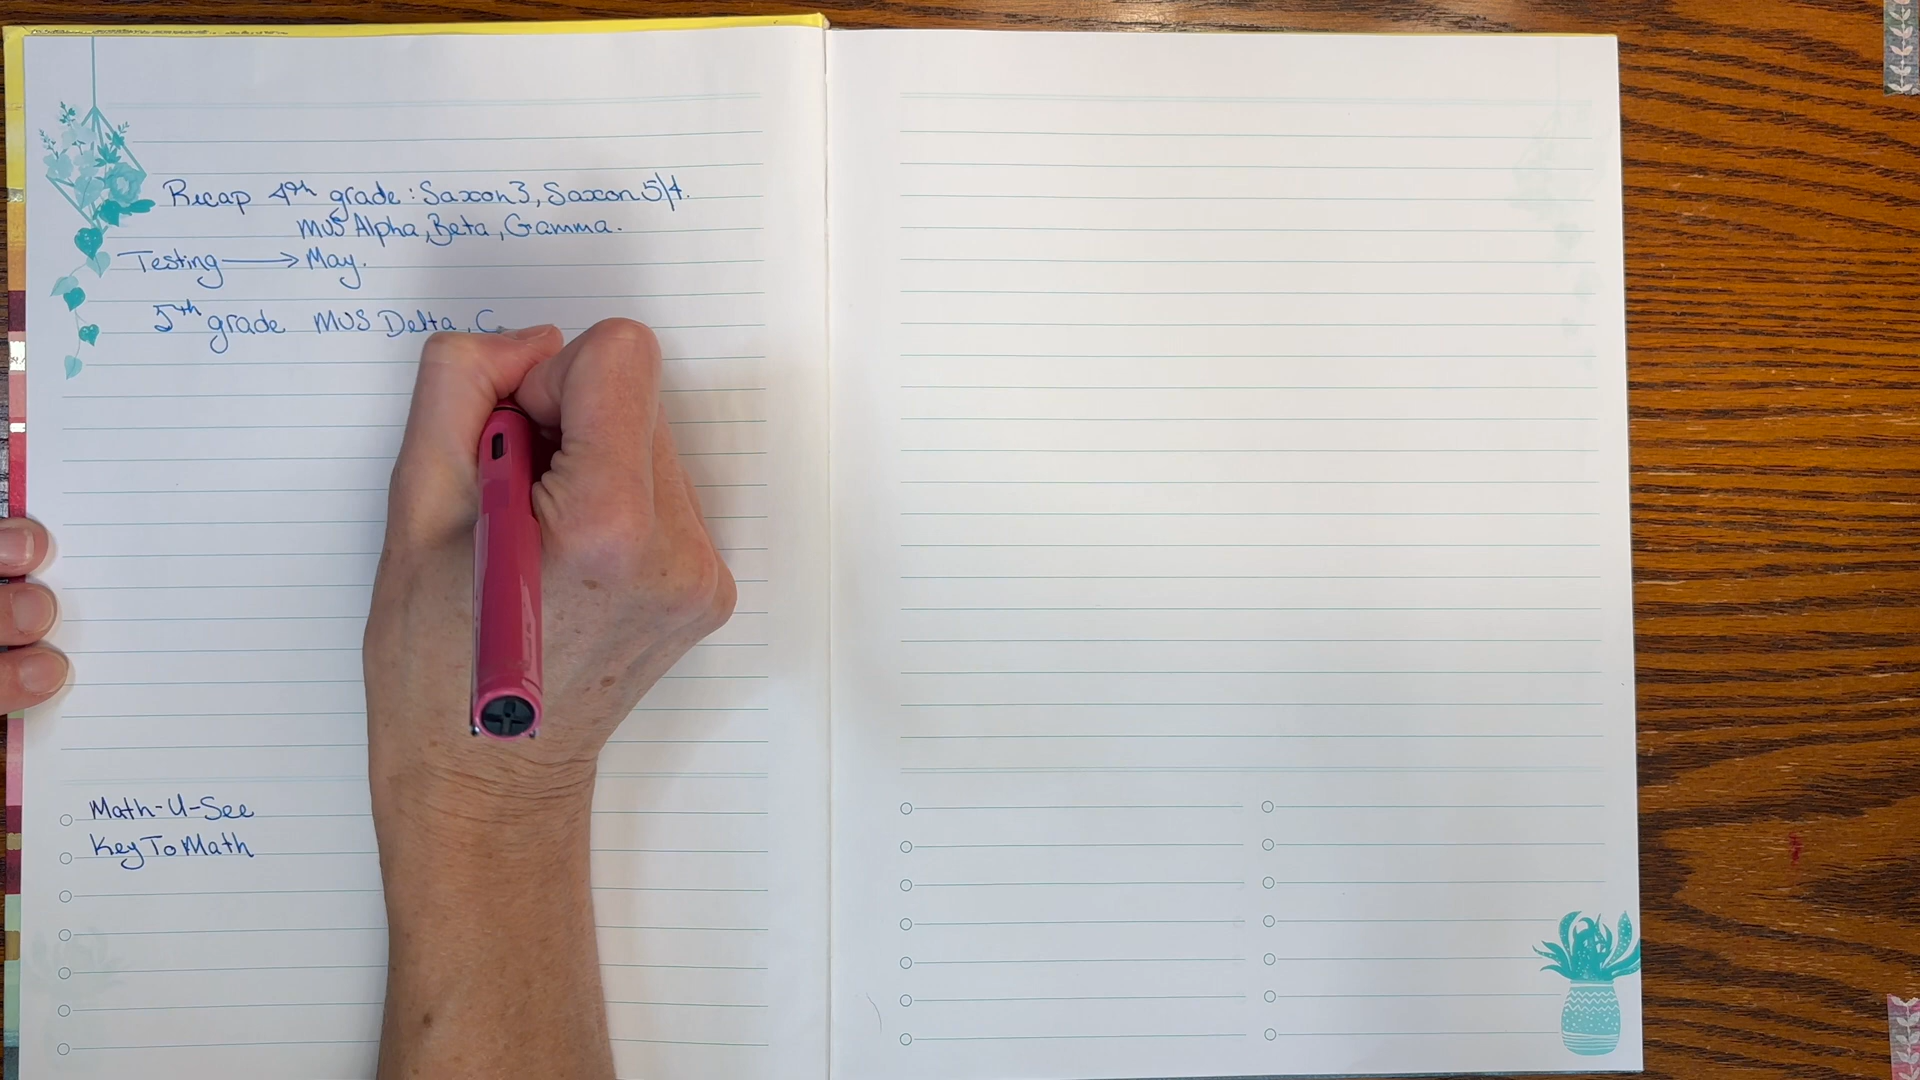 Recap 4th grade: Saxon 3, Saxon 5|4.
MUS Alpha, Beta, Gamma.
Testing → May.
5th grade MUS Delta, C
Math-U-See
Key To Math